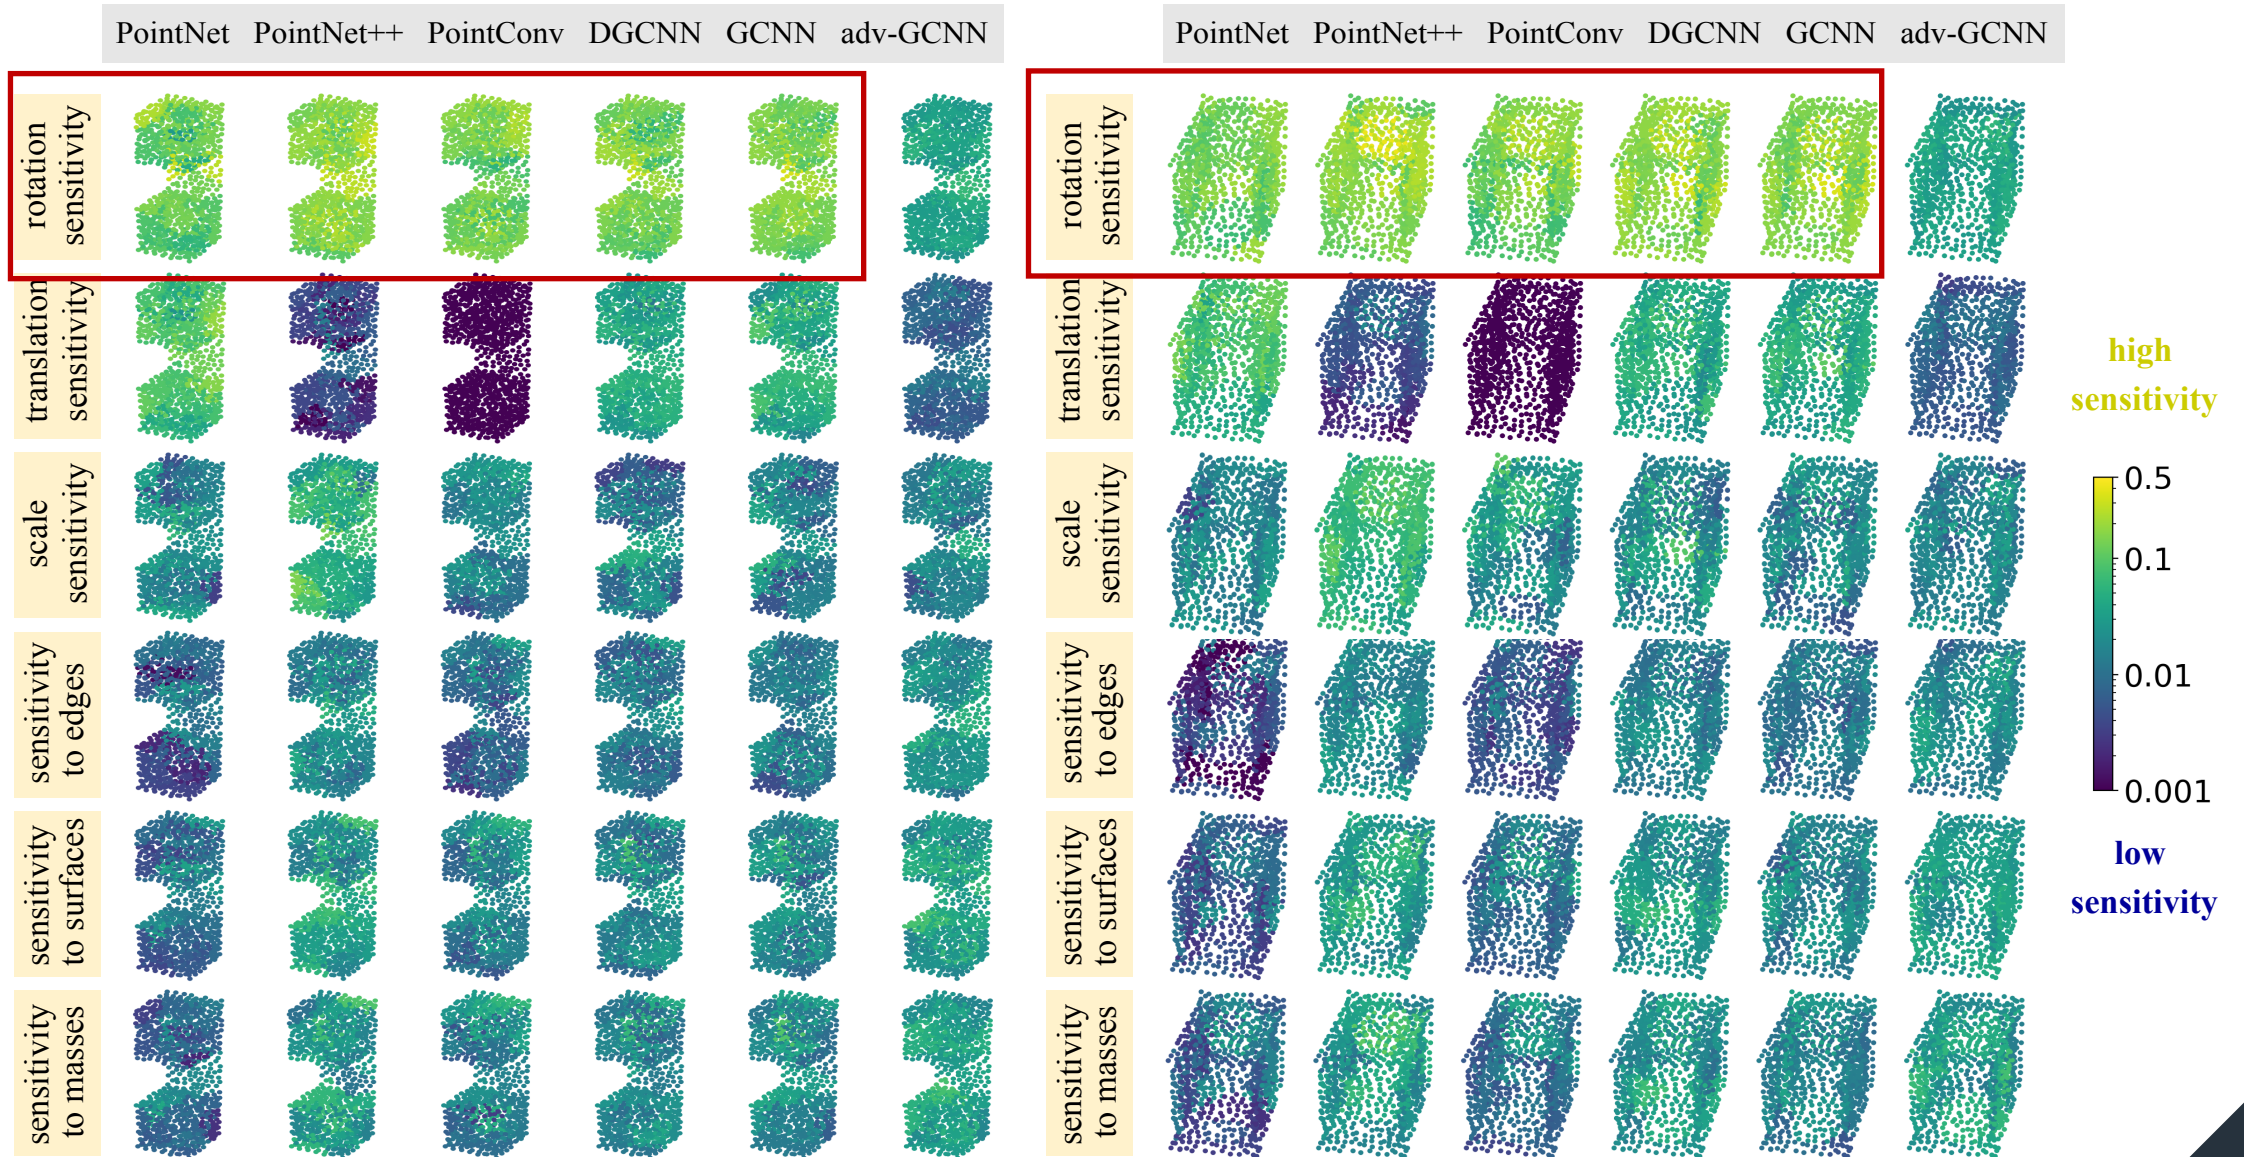 PointNet PointNet++ PointConv DGCNN GCNN adv-GCNN
rotation
sensitivity
translation
sensitivity
scale
sensitivity
sensitivity
to edges
sensitivity
to surfaces
sensitivity
to masses
PointNet PointNet++ PointConv DGCNN GCNN adv-GCNN
rotation
sensitivity
translation
sensitivity
scale
sensitivity
sensitivity
to edges
sensitivity
to surfaces
sensitivity
to masses
high
sensitivity
0.5
0.1
0.01
0.001
low
sensitivity